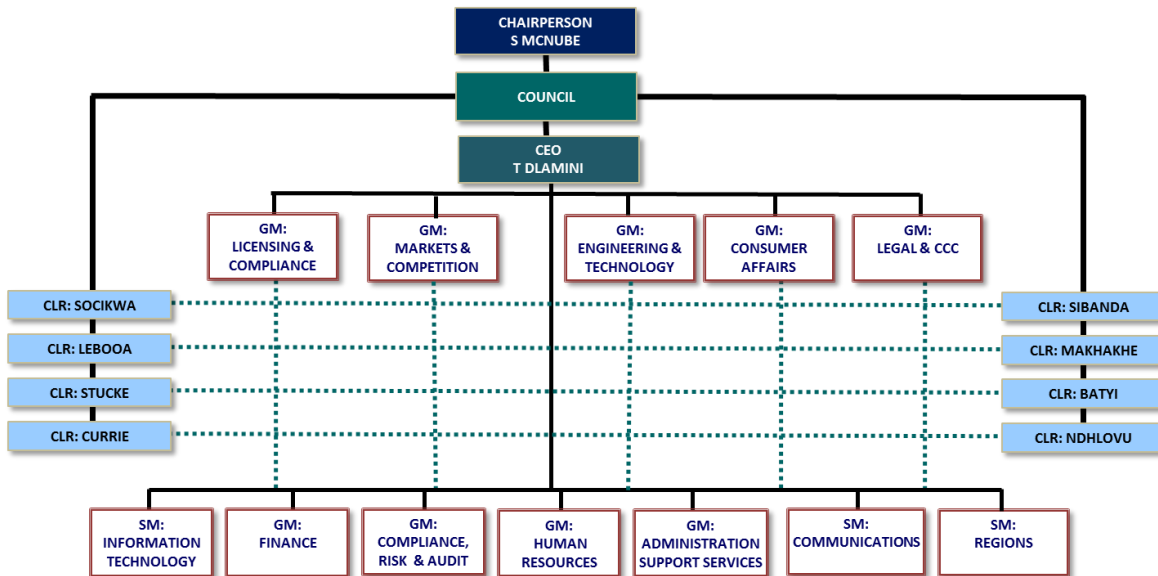 CHAIRPERSON
S MCNUBE
COUNCIL
CEO
T DLAMINI
GM:
LICENSING &
COMPLIANCE
GM:
MARKETS &
COMPETITION
GM:
ENGINEERING &
TECHNOLOGY
GM:
CONSUMER
AFFAIRS
GM:
LEGAL & CCC
CLR: SOCIKWA
CLR: SIBANDA
CLR: LEBOOA
CLR: MAKHAKHE
CLR: STUCKE
CLR: BATYI
CLR: CURRIE
CLR: NDHLOVU
SM:
INFORMATION
TECHNOLOGY
GM:
FINANCE
GM:
COMPLIANCE,
RISK & AUDIT
GM:
HUMAN
RESOURCES
GM:
ADMINISTRATION
SUPPORT SERVICES
SM:
COMMUNICATIONS
SM:
REGIONS